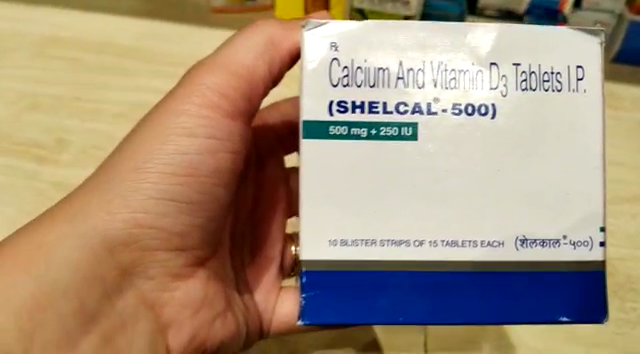 Rx
Calcium And Vitamin D3 Tablets I.P.
(SHELCAL®-500)
500 mg + 250 IU
10 BLISTER STRIPS OF 15 TABLETS EACH (शेलकाल®-५००)